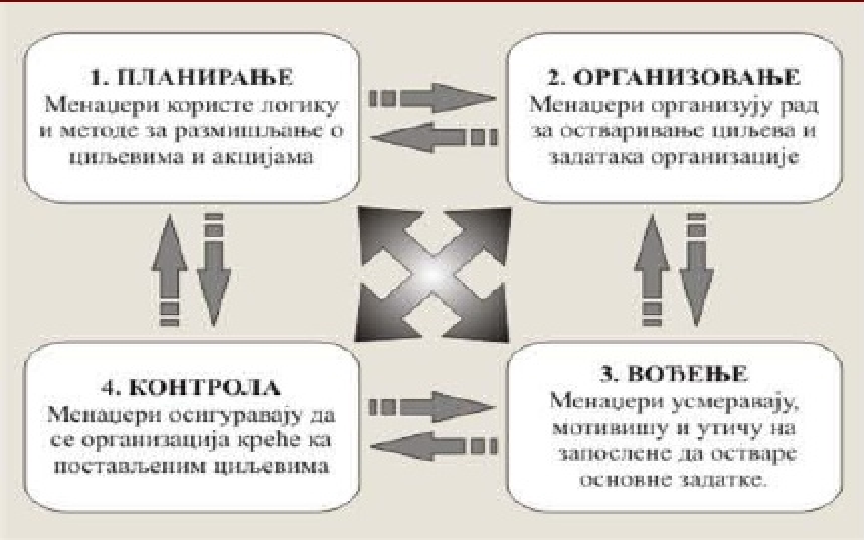 1. ПЛАНИРАЊЕ
Менаџери користе логику
и методе за размишљање о
циљевима и акцијама
2. ОРГАНИЗОВАЊЕ
Менаџери организују рад
за остваривање циљева и
задатака организације
4. КОНТРОЛА
Менаџери осигуравају да
се организација креће ка
постављеним циљевима
3. ВОЂЕЊЕ
Менаџери усмеравају,
мотивишу и утичу на
запослене да остваре
основне задатке.